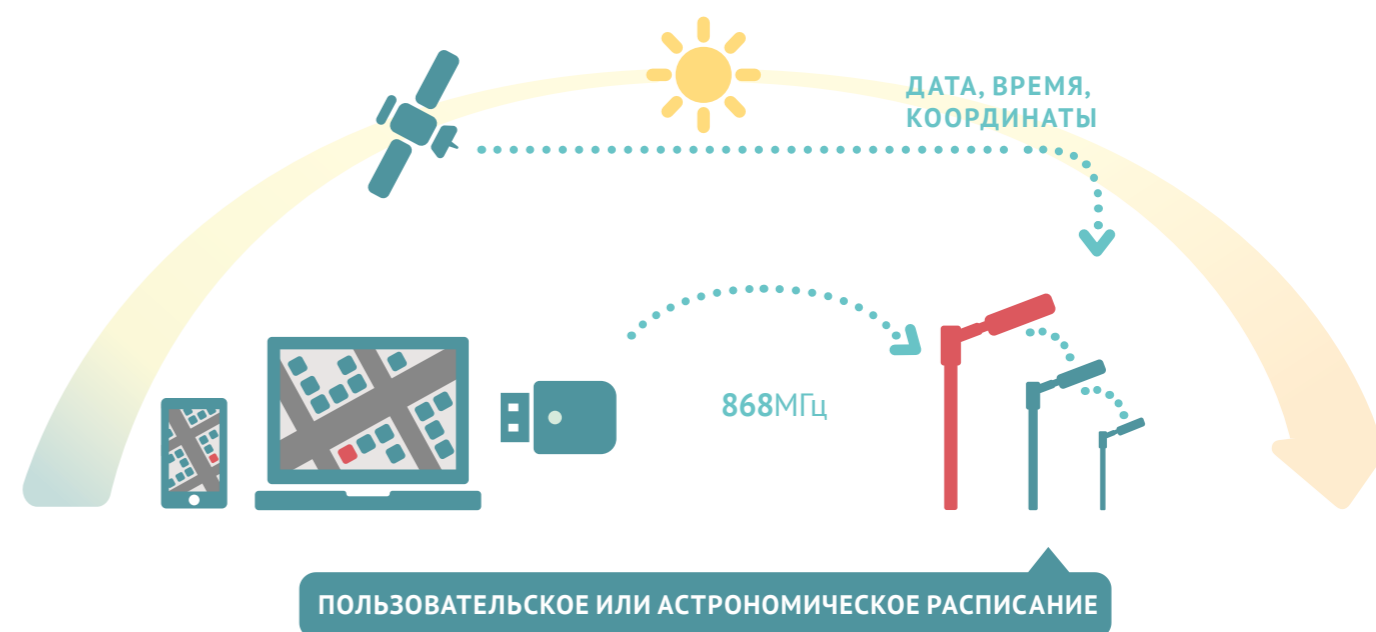 ДАТА, ВРЕМЯ,
КООРДИНАТЫ
868МГц
ПОЛЬЗОВАТЕЛЬСКОЕ ИЛИ АСТРОНОМИЧЕСКОЕ РАСПИСАНИЕ